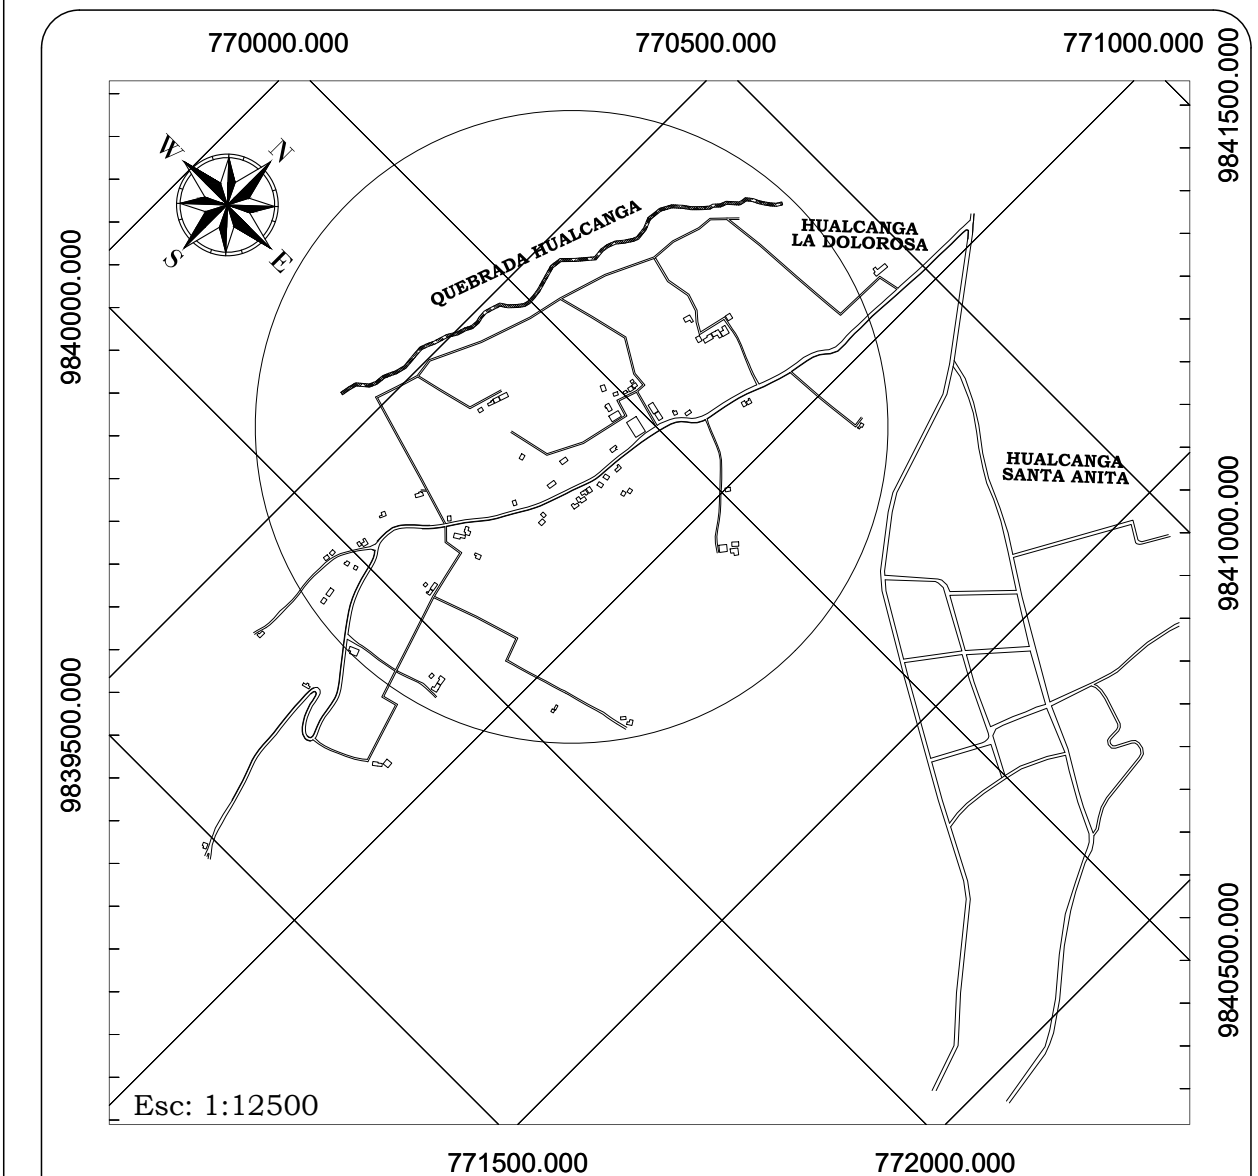 770000.000
770500.000
771000.000
9841500.000
W
N
S
E
QUEBRADA HUALCANGA
HUALCANGA
LA DOLOROSA
9840000.000
HUALCANGA
SANTA ANITA
9841000.000
9839500.000
9840500.000
Esc: 1:12500
771500.000
772000.000